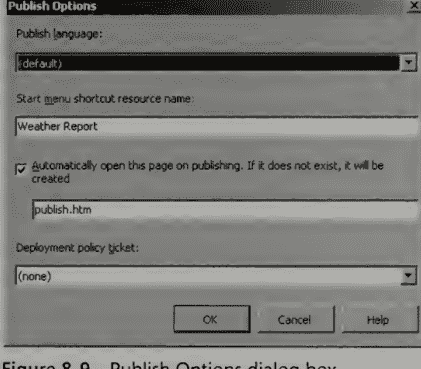 Publish Options
Publish language:
(default)
Start menu shortcut resource name:
Weather Report
Automatically open this page on publishing. If it does not exist, it will be
created
publish.htm
Deployment policy ticket:
(none)
OK Cancel Help
Figure 8-9 Publish Options dialog box